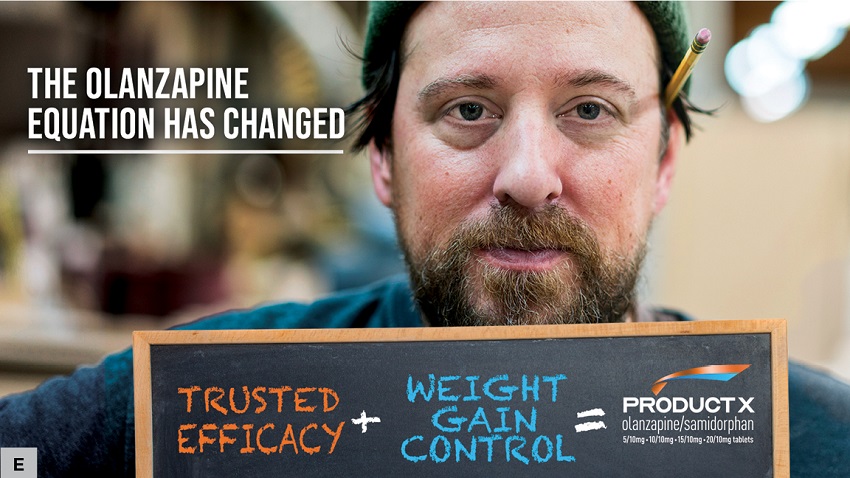 THE OLANZAPINE
EQUATION HAS CHANGED
TRUSTED
EFFICACY
+
WEIGHT
GAIN
CONTROL
=
PRODUCT X
olanzapine/samidorphan
5/10mg • 10/10mg • 15/10mg • 20/10mg tablets
E